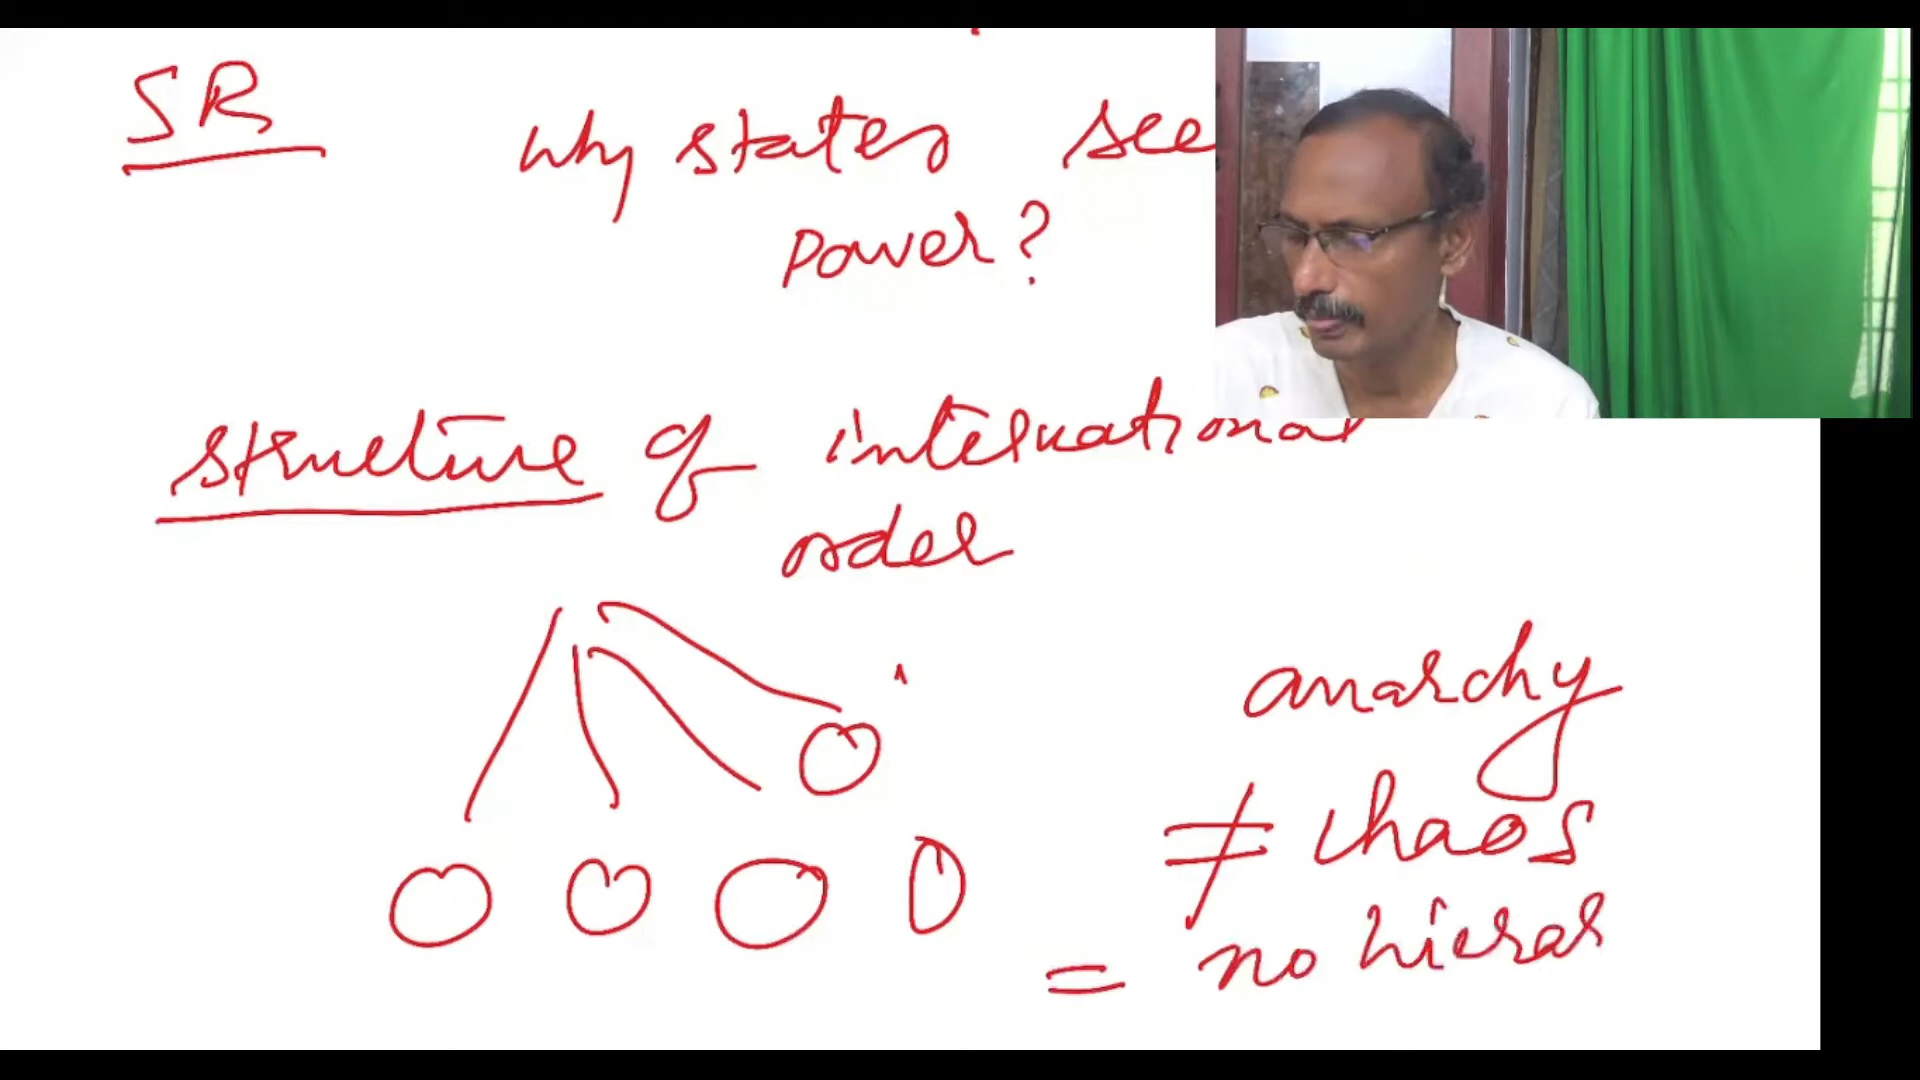 SR
why states see
power?
structure of international
order
anarchy
≠ chaos
= no hierar